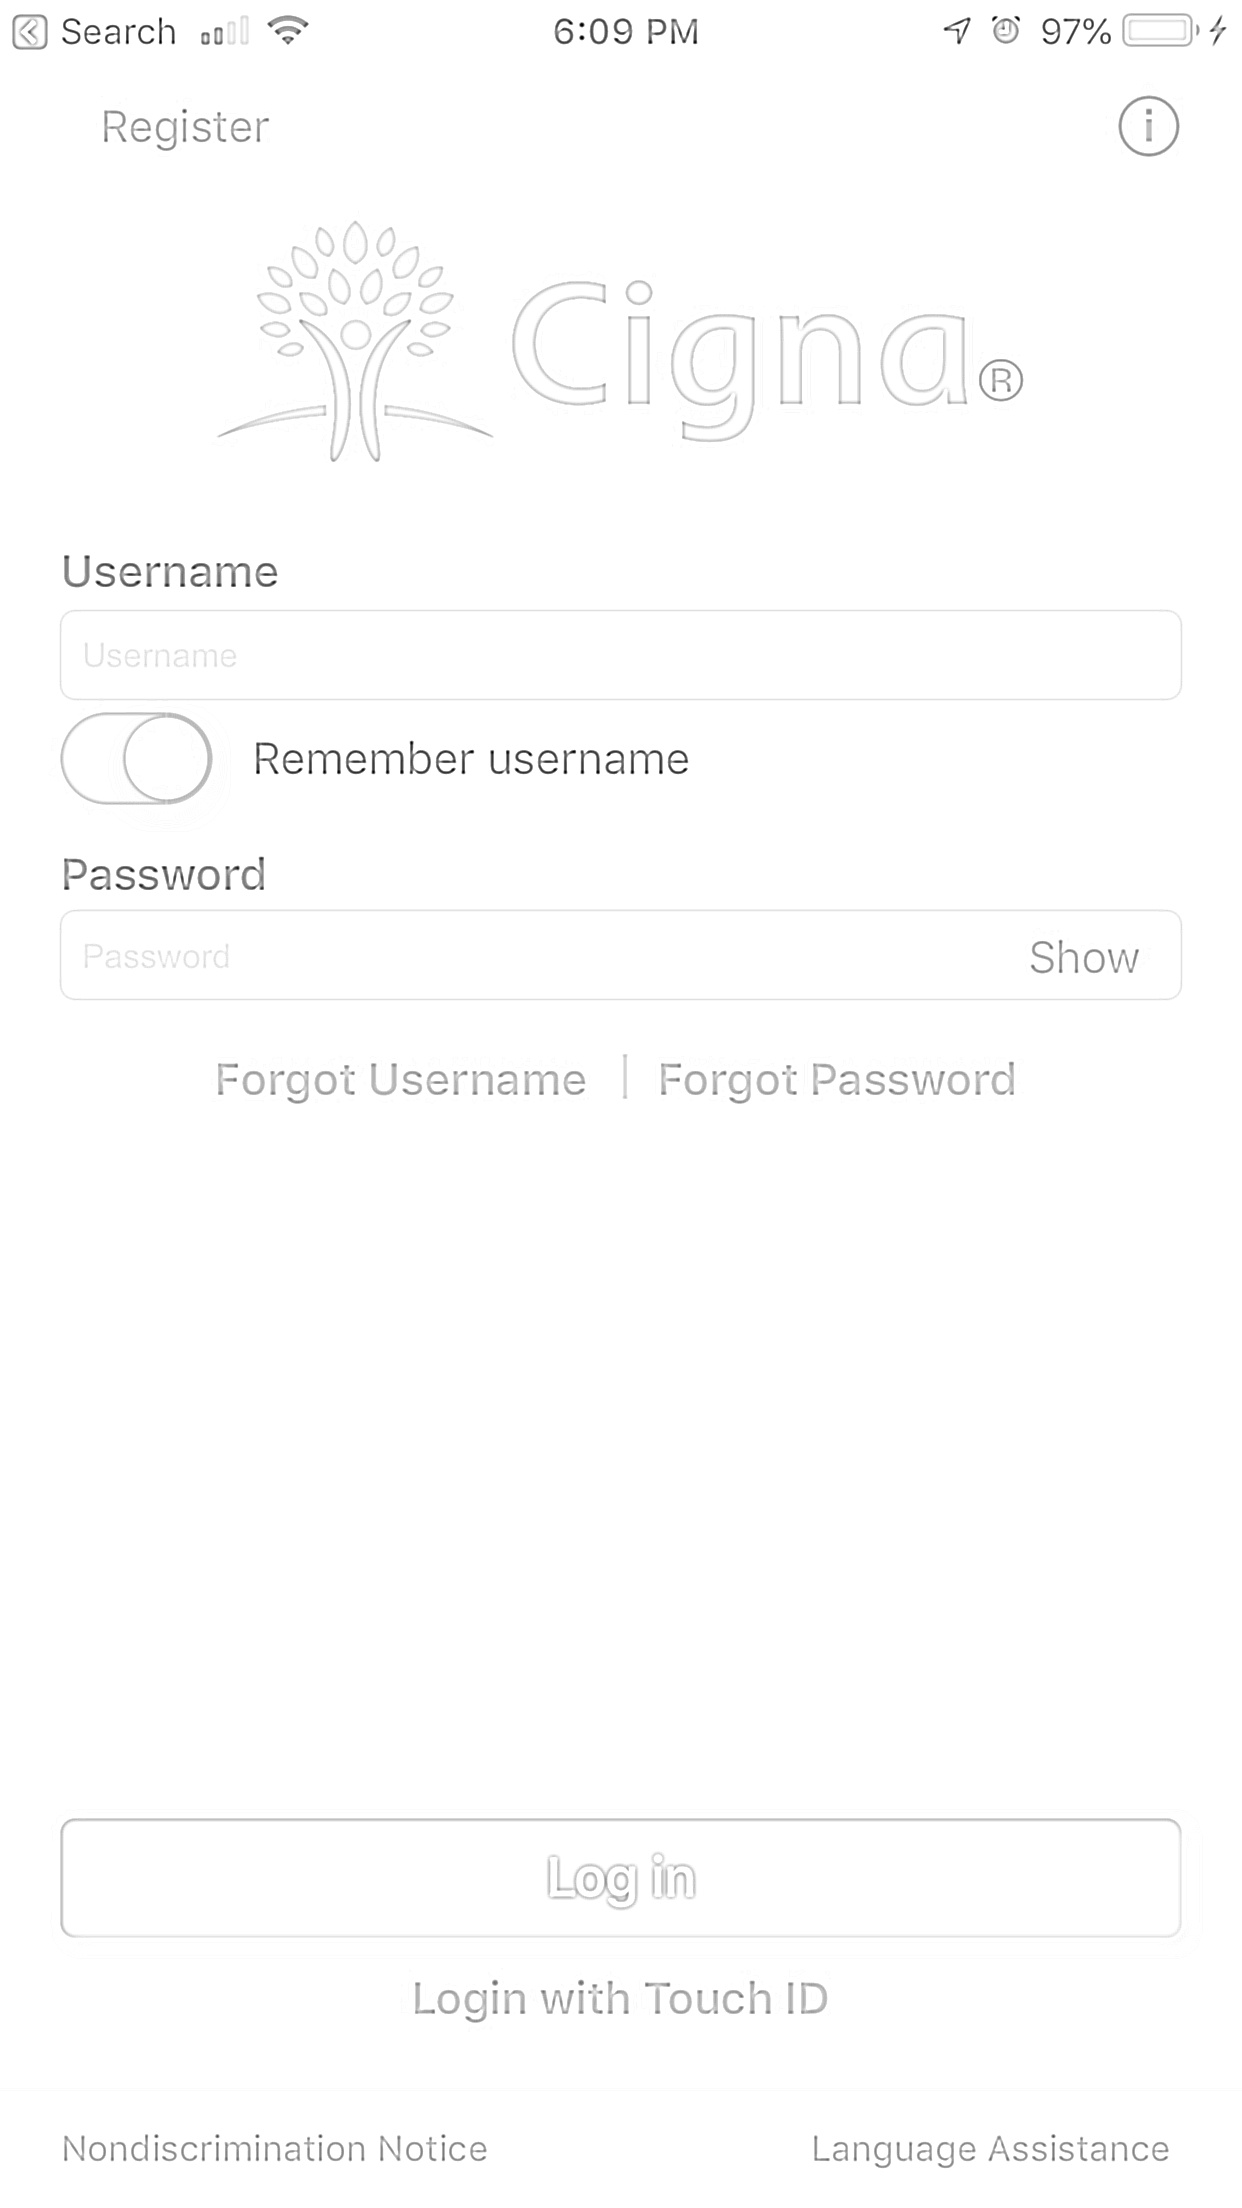 Search 6:09 PM 97%
Register
Cigna®
Username
Username
Remember username
Password
Password Show
Forgot Username | Forgot Password
Log in
Login with Touch ID
Nondiscrimination Notice Language Assistance